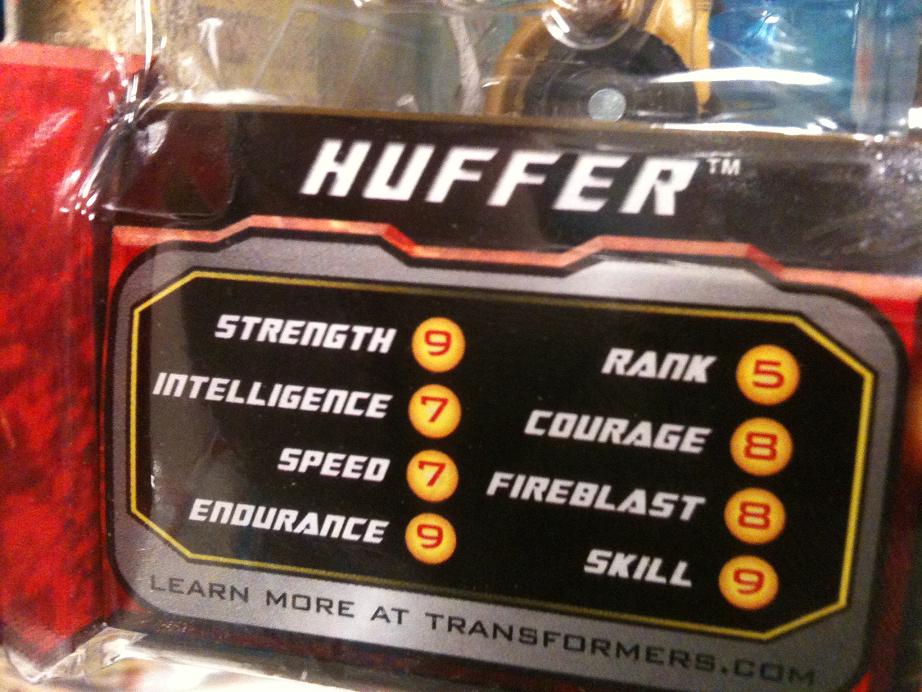 HUFFER™
STRENGTH 9
INTELLIGENCE 7
SPEED 7
ENDURANCE 9
RANK 5
COURAGE 8
FIREBLAST 8
SKILL 9
LEARN MORE AT TRANSFORMERS.COM